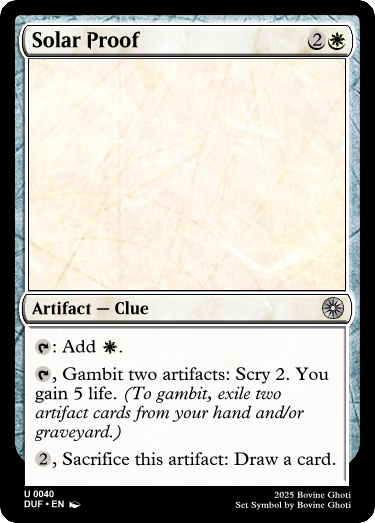 Solar Proof 2
Artifact — Clue
: Add .
, Gambit two artifacts: Scry 2. You
gain 5 life. (To gambit, exile two
artifact cards from your hand and/or
graveyard.)
2, Sacrifice this artifact: Draw a card.
U 0040
DUF • EN
2025 Bovine Ghoti
Set Symbol by Bovine Ghoti